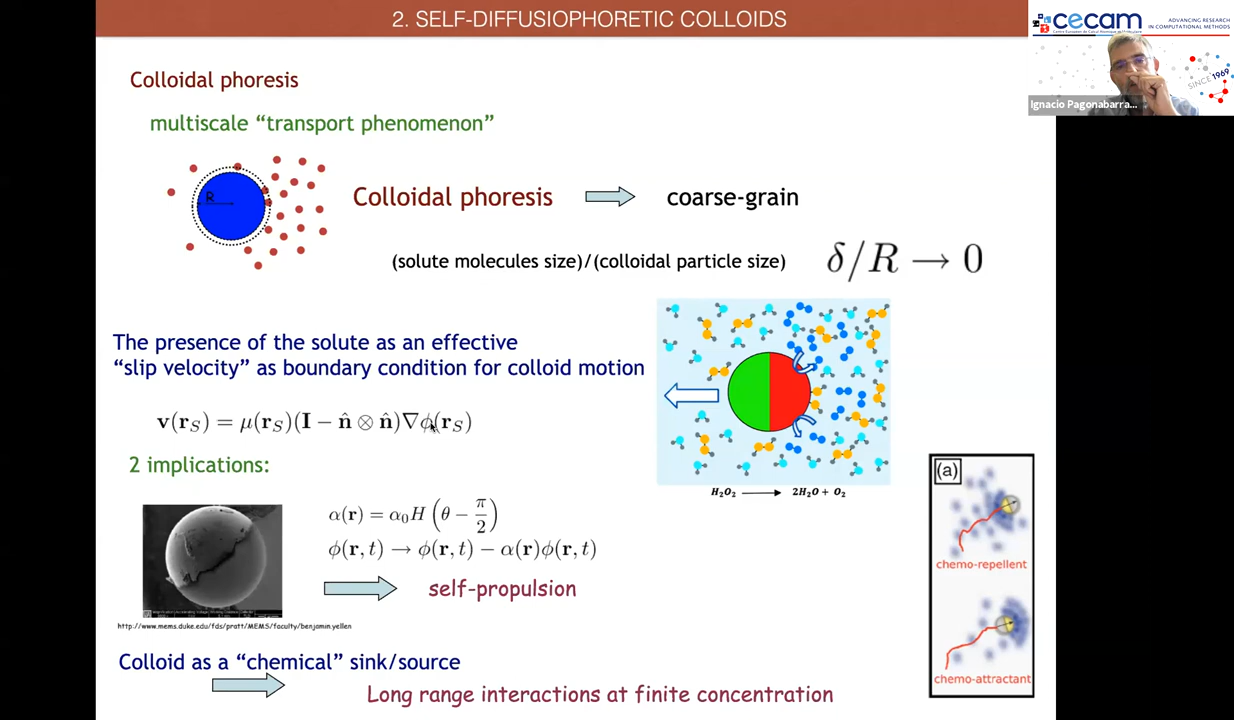 2. SELF-DIFFUSIOPHORETIC COLLOIDS
cecam
ADVANCING RESEARCH
IN COMPUTATIONAL METHODS
SINCE 1969
Ignacio Pagonabarra...
Colloidal phoresis
multiscale “transport phenomenon”
R
Colloidal phoresis
coarse-grain
(solute molecules size)/(colloidal particle size)
δ/R → 0
The presence of the solute as an effective
“slip velocity” as boundary condition for colloid motion
v(r_S) = μ(r_S)(I − n̂ ⊗ n̂)∇ϕ(r_S)
2 implications:
H₂O₂ → 2H₂O + O₂
(a)
chemo-repellent
chemo-attractant
α(r) = α₀H(θ − π/2)
ϕ(r, t) → ϕ(r, t) − α(r)ϕ(r, t)
self-propulsion
http://www.mems.duke.edu/fds/pratt/MEMS/faculty/benjamin.yellen
Colloid as a “chemical” sink/source
Long range interactions at finite concentration